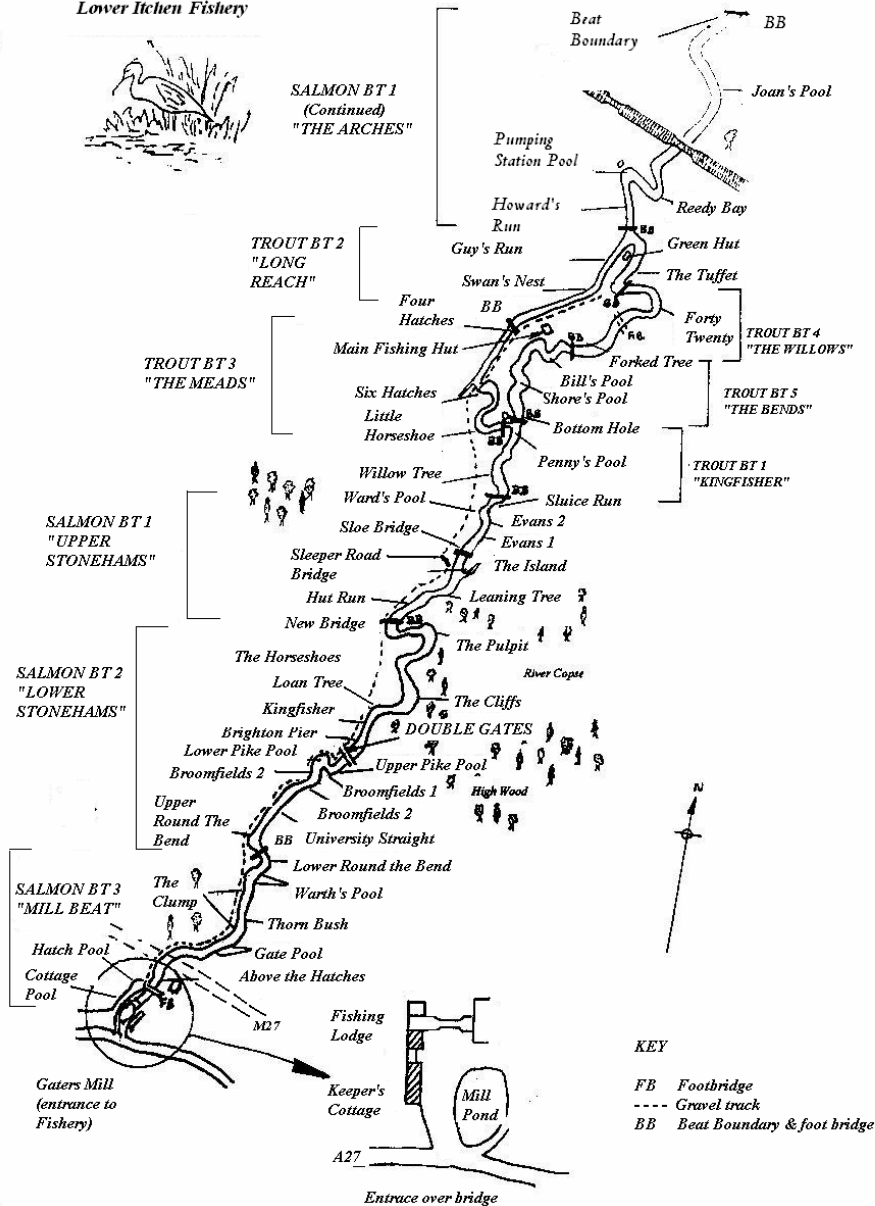 Lower Itchen Fishery
Beat
Boundary
BB
SALMON BT 1
(Continued)
"THE ARCHES"
Joan's Pool
Pumping
Station Pool
Howard's
Run
Reedy Bay
BB
TROUT BT 2
"LONG
REACH"
Guy's Run
Green Hut
Swan's Nest
The Tuffet
Four
Hatches
BB
BB
Forty
Twenty
TROUT BT 4
"THE WILLOWS"
FB
BB
Main Fishing Hut
Forked Tree
TROUT BT 3
"THE MEADS"
Bill's Pool
Six Hatches
Shore's Pool
TROUT BT 5
"THE BENDS"
Little
Horseshoe
BB
BB
Bottom Hole
Penny's Pool
TROUT BT 1
"KINGFISHER"
Willow Tree
Ward's Pool
BB
Sluice Run
SALMON BT 1
"UPPER
STONEHAMS"
Evans 2
Sloe Bridge
Evans 1
Sleeper Road
Bridge
The Island
Hut Run
Leaning Tree
New Bridge
BB
The Pulpit
The Horseshoes
River Copse
SALMON BT 2
"LOWER
STONEHAMS"
Loan Tree
The Cliffs
Kingfisher
Brighton Pier
DOUBLE GATES
Lower Pike Pool
Upper Pike Pool
Broomfields 2
Broomfields 1
High Wood
N
Upper
Round The
Bend
Broomfields 2
BB
University Straight
Lower Round the Bend
SALMON BT 3
"MILL BEAT"
The
Clump
Warth's Pool
Thorn Bush
Hatch Pool
Gate Pool
Cottage
Pool
Above the Hatches
FB
M27
Fishing
Lodge
KEY
Gaters Mill
(entrance to
Fishery)
Keeper's
Cottage
Mill
Pond
FB Footbridge
---- Gravel track
BB Beat Boundary & foot bridge
A27
Entrace over bridge